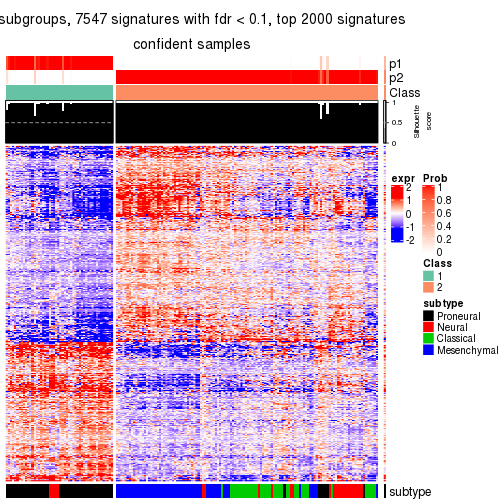 subgroups, 7547 signatures with fdr < 0.1, top 2000 signatures
confident samples
p1
p2
Class
1
0.5
0
Silhouette
score
expr
2
1
0
-1
-2
Prob
1
0.8
0.6
0.4
0.2
0
Class
1
2
subtype
Proneural
Neural
Classical
Mesenchymal
subtype